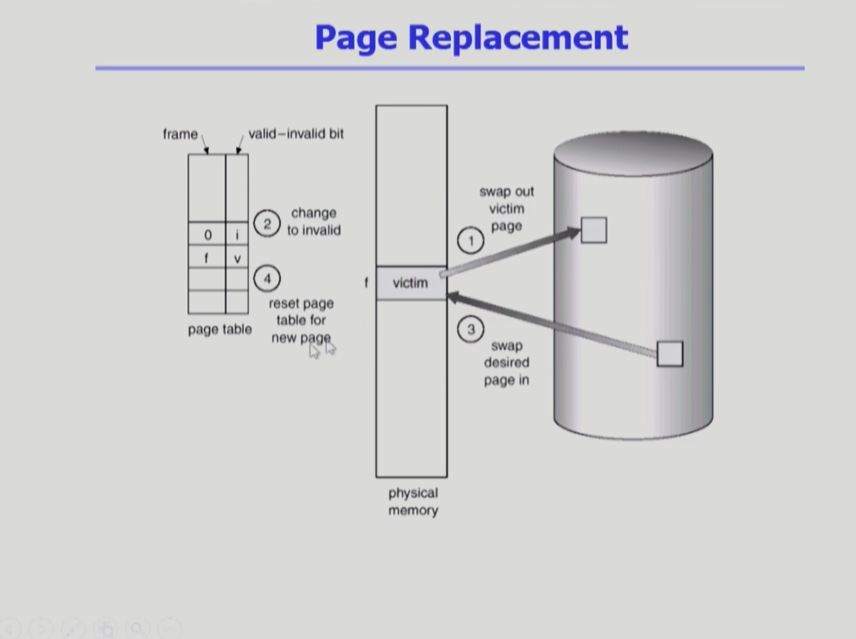 Page Replacement
frame
valid–invalid bit
0 i
f v
page table
2
change
to invalid
4
reset page
table for
new page
f
victim
physical
memory
1
swap out
victim
page
3
swap
desired
page in